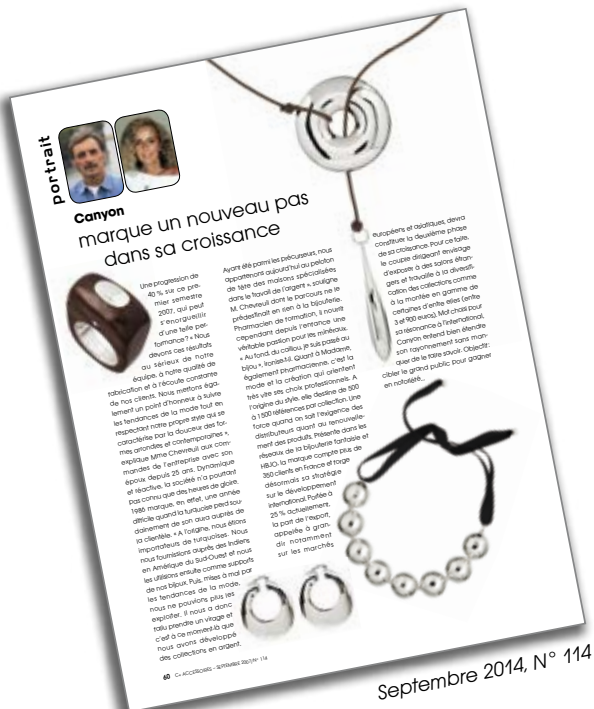 Portrait
Canyon
marque un nouveau pas
dans sa croissance
Une progression de
40 % sur ce pre-
mier semestre
2007, qui peut
s'enorgueillir
d'une telle per-
formance ? « Nous
devons ces résultats
au sérieux de notre
équipe, à notre qualité de
fabrication et à l'écoute constante
de nos clients. Nous mettons éga-
lement un point d'honneur à suivre
les tendances de la mode tout en
respectant notre propre style qui se
caractérise par la douceur des for-
mes arrondies et contemporaines »,
explique Mme Chevreuil aux com-
mandes de l'entreprise avec son
époux depuis 25 ans. Dynamique
et réactive, la société n'a pourtant
pas connu que des heures de gloire.
1986 marque, en effet, une année
difficile quand la turquoise perd sou-
dainement de son aura auprès de
sa clientèle. « A l'origine, nous étions
importateurs de turquoises. Nous
nous fournissions auprès des Indiens
en Amérique du Sud-Ouest et nous
les utilisions ensuite comme supports
de nos bijoux. Puis, mises à mal par
les tendances de la mode,
nous ne pouvions plus les
exploiter. Il nous a donc
fallu prendre un virage et
c'est à ce moment-là que
nous avons développé
des collections en argent.
Ayant été parmi les précurseurs, nous
appartenons aujourd'hui au peloton
de tête des maisons spécialisées
dans le travail de l'argent », souligne
M. Chevreuil dont le parcours ne le
prédestinait en rien à la bijouterie.
Pharmacien de formation, il nourrit
cependant depuis l'enfance une
véritable passion pour les minéraux.
« Au fond, du caillou, je suis passé au
bijou », ironise-t-il. Quant à Madame,
également pharmacienne, c'est la
mode et la création qui orientent
très vite ses choix professionnels. A
l'origine du style, elle dessine de 500
à 1 500 références par collection. Une
force quand on sait l'exigence des
distributeurs quant au renouvelle-
ment des produits. Présente dans les
réseaux de la bijouterie fantaisie et
HBJO, la marque compte plus de
350 clients en France et forge
désormais sa stratégie
sur le développement
international. Portée à
25 % actuellement,
la part de l'export,
appelée à gran-
dir notamment
sur les marchés
européens et asiatiques, devra
constituer la deuxième phase
de sa croissance. Pour ce faire,
le couple dirigeant envisage
d'exposer à des salons étran-
gers et travaille à la diversifi-
cation des collections comme
à la montée en gamme de
certaines d'entre elles (entre
3 et 900 euros). Mot choisi pour
sa résonance à l'international,
Canyon entend bien étendre
son rayonnement sans man-
quer de le faire savoir. Objectif:
cibler le grand public pour gagner
en notoriété...
60 Ce ACCESSOIRES - SEPTEMBRE 2007/N° 114
Septembre 2014, N° 114